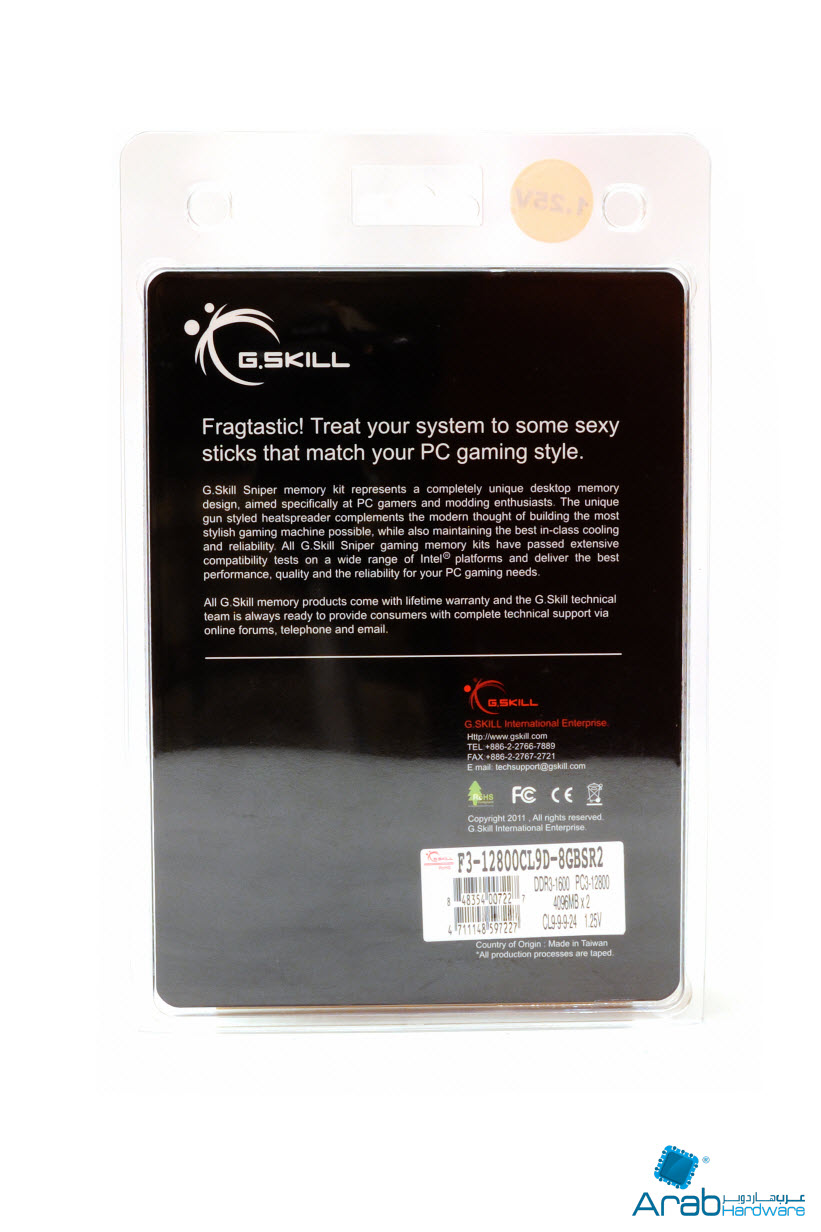 1.25V
G.SKILL
Fragtastic! Treat your system to some sexy
sticks that match your PC gaming style.
G.Skill Sniper memory kit represents a completely unique desktop memory
design, aimed specifically at PC gamers and modding enthusiasts. The unique
gun styled heatspreader complements the modern thought of building the most
stylish gaming machine possible, while also maintaining the best in-class cooling
and reliability. All G.Skill Sniper gaming memory kits have passed extensive
compatibility tests on a wide range of Intel® platforms and deliver the best
performance, quality and the reliability for your PC gaming needs.
All G.Skill memory products come with lifetime warranty and the G.Skill technical
team is always ready to provide consumers with complete technical support via
online forums, telephone and email.
G.SKILL
G.SKILL International Enterprise.
Http://www.gskill.com
TEL +886-2-2766-7889
FAX +886-2-2767-2721
E mail: techsupport@gskill.com
RoHS FC CE
Copyright 2011 , All rights reserved.
G.Skill International Enterprise.
G.SKILL F3-12800CL9D-8GBSR2
DDR3-1600 PC3-12800
8 48354 00722 7
4096MB x 2
CL9-9-9-24 1.25V
4 711148 597227
Country of Origin : Made in Taiwan
*All production processes are taped.
®
عرب هاردوير
Arab Hardware